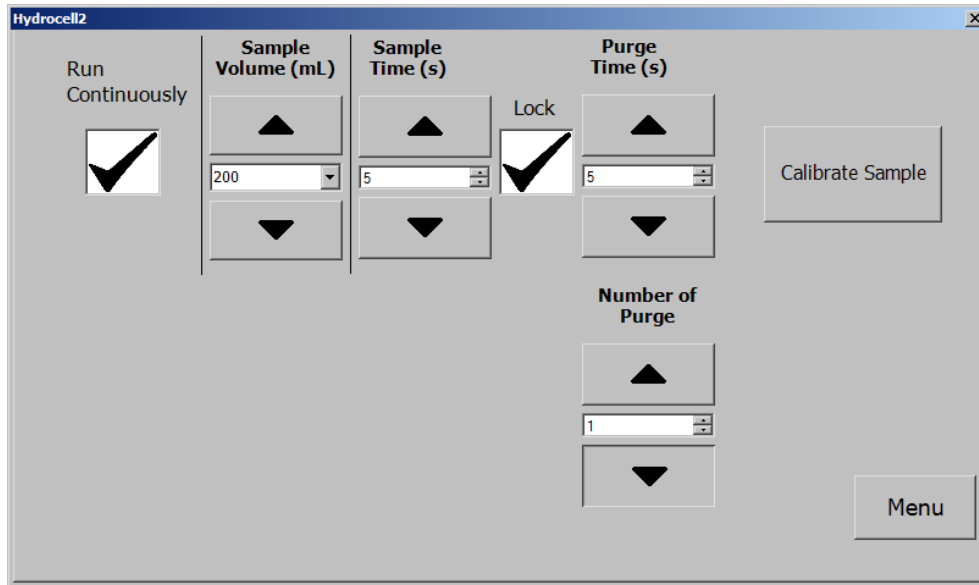 Hydrocell2
Run
Continuously
Sample
Volume (mL)
200
Sample
Time (s)
5
Lock
Purge
Time (s)
5
Calibrate Sample
Number of
Purge
1
Menu